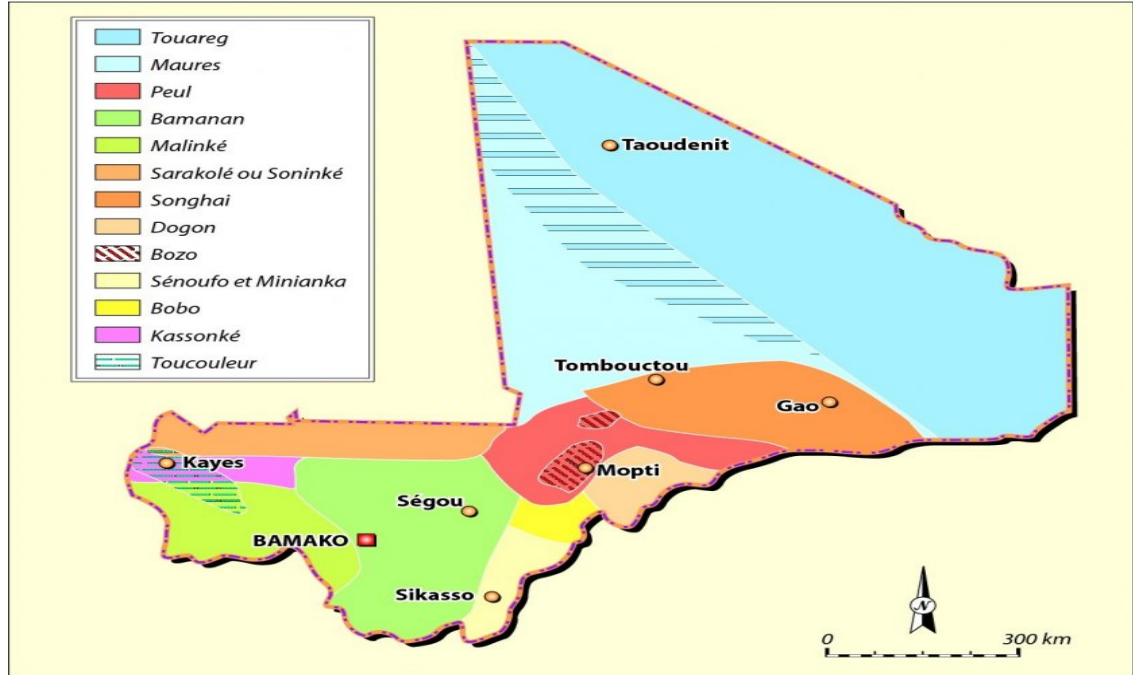 Touareg
Maures
Peul
Bamanan
Malinké
Sarakolé ou Soninké
Songhai
Dogon
Bozo
Sénoufo et Minianka
Bobo
Kassonké
Toucouleur
Taoudenit
Tombouctou
Gao
Kayes
Mopti
Ségou
BAMAKO
Sikasso
N
0 300 km